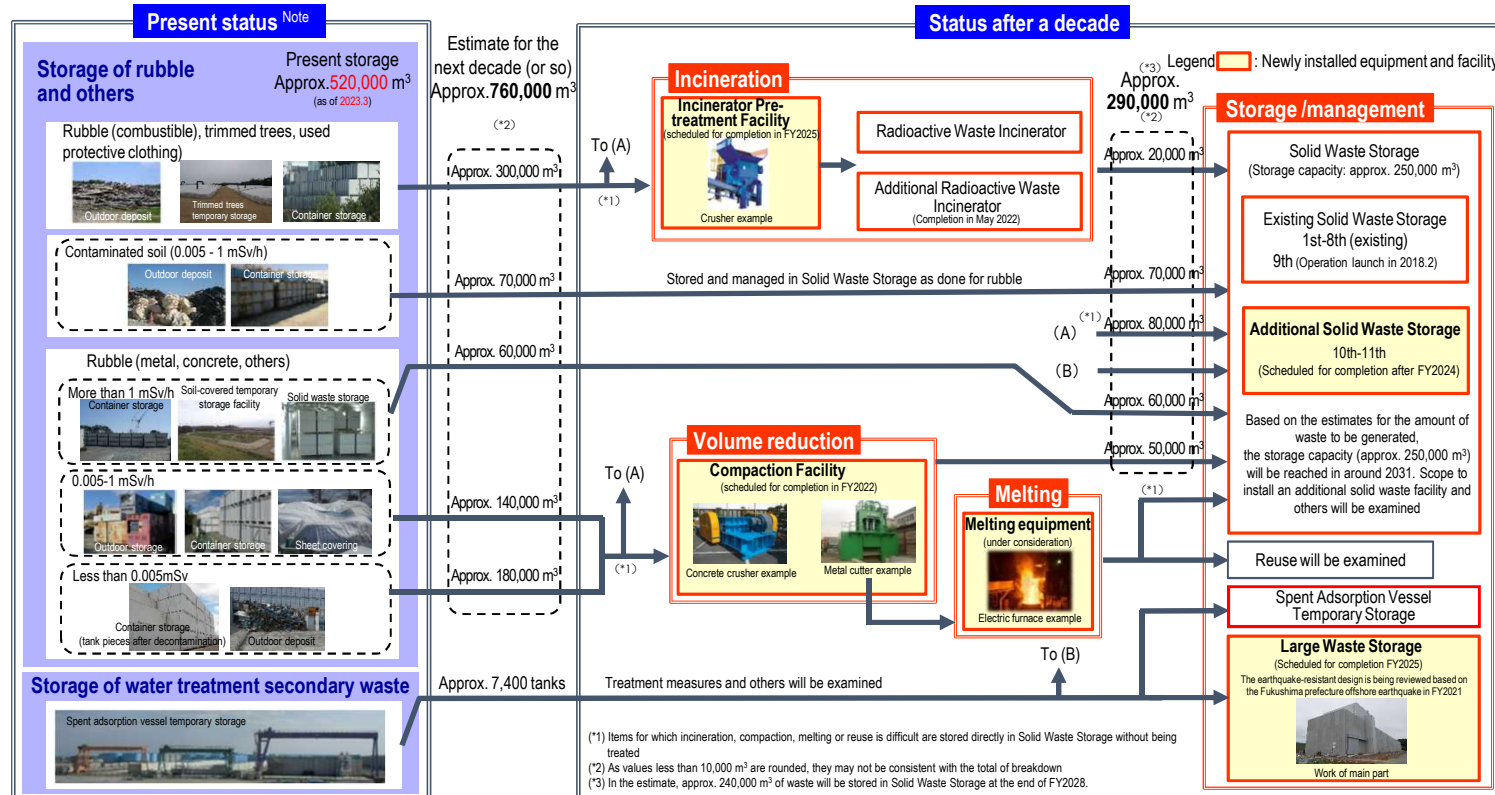 Present status Note
Storage of rubble
and others
Present storage
Approx.520,000 m³
(as of 2023.3)
Rubble (combustible), trimmed trees, used
protective clothing)
Outdoor deposit
Trimmed trees
temporary storage
Container storage
Contaminated soil (0.005 - 1 mSv/h)
Outdoor deposit
Container storage
Rubble (metal, concrete, others)
More than 1 mSv/h
Container storage
Soil-covered temporary
storage facility
Solid waste storage
0.005-1 mSv/h
Outdoor storage
Container storage
Sheet covering
Less than 0.005mSv
Container storage
(tank pieces after decontamination)
Outdoor deposit
Storage of water treatment secondary waste
Spent adsorption vessel temporary storage
Estimate for the
next decade (or so)
Approx.760,000 m³
(*2)
Approx. 300,000 m³
Approx. 70,000 m³
Approx. 60,000 m³
Approx. 140,000 m³
Approx. 180,000 m³
Approx. 7,400 tanks
Status after a decade
Legend : Newly installed equipment and facility
To (A)
(*1)
Incineration
Incinerator Pre-
treatment Facility
(scheduled for completion in FY2025)
Crusher example
Radioactive Waste Incinerator
Additional Radioactive Waste
Incinerator
(Completion in May 2022)
Stored and managed in Solid Waste Storage as done for rubble
To (A)
(*1)
Volume reduction
Compaction Facility
(scheduled for completion in FY2022)
Concrete crusher example
Metal cutter example
Melting
Melting equipment
(under consideration)
Electric furnace example
Treatment measures and others will be examined
To (B)
(*3)
Approx.
290,000 m³
(*2)
Approx. 20,000 m³
Approx. 70,000 m³
(A)
(*1)
Approx. 80,000 m³
(B)
Approx. 60,000 m³
Approx. 50,000 m³
(*1)
Storage /management
Solid Waste Storage
(Storage capacity: approx. 250,000 m³)
Existing Solid Waste Storage
1st-8th (existing)
9th (Operation launch in 2018.2)
Additional Solid Waste Storage
10th-11th
(Scheduled for completion after FY2024)
Based on the estimates for the amount of
waste to be generated,
the storage capacity (approx. 250,000 m³)
will be reached in around 2031. Scope to
install an additional solid waste facility and
others will be examined
Reuse will be examined
Spent Adsorption Vessel
Temporary Storage
Large Waste Storage
(Scheduled for completion FY2025)
The earthquake-resistant design is being reviewed based on
the Fukushima prefecture offshore earthquake in FY2021
Work of main part
(*1) Items for which incineration, compaction, melting or reuse is difficult are stored directly in Solid Waste Storage without being
treated
(*2) As values less than 10,000 m³ are rounded, they may not be consistent with the total of breakdown
(*3) In the estimate, approx. 240,000 m³ of waste will be stored in Solid Waste Storage at the end of FY2028.